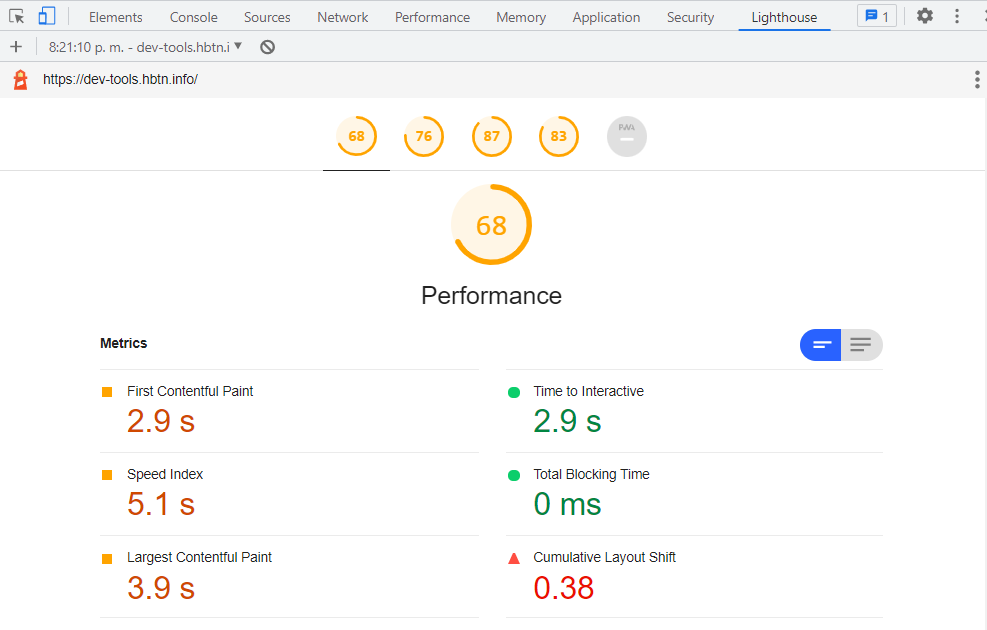 Elements Console Sources Network Performance Memory Application Security Lighthouse 1
8:21:10 p. m. - dev-tools.hbtn.i
https://dev-tools.hbtn.info/
68 76 87 83 PWA
68
Performance
Metrics
First Contentful Paint
2.9 s
Time to Interactive
2.9 s
Speed Index
5.1 s
Total Blocking Time
0 ms
Largest Contentful Paint
3.9 s
Cumulative Layout Shift
0.38